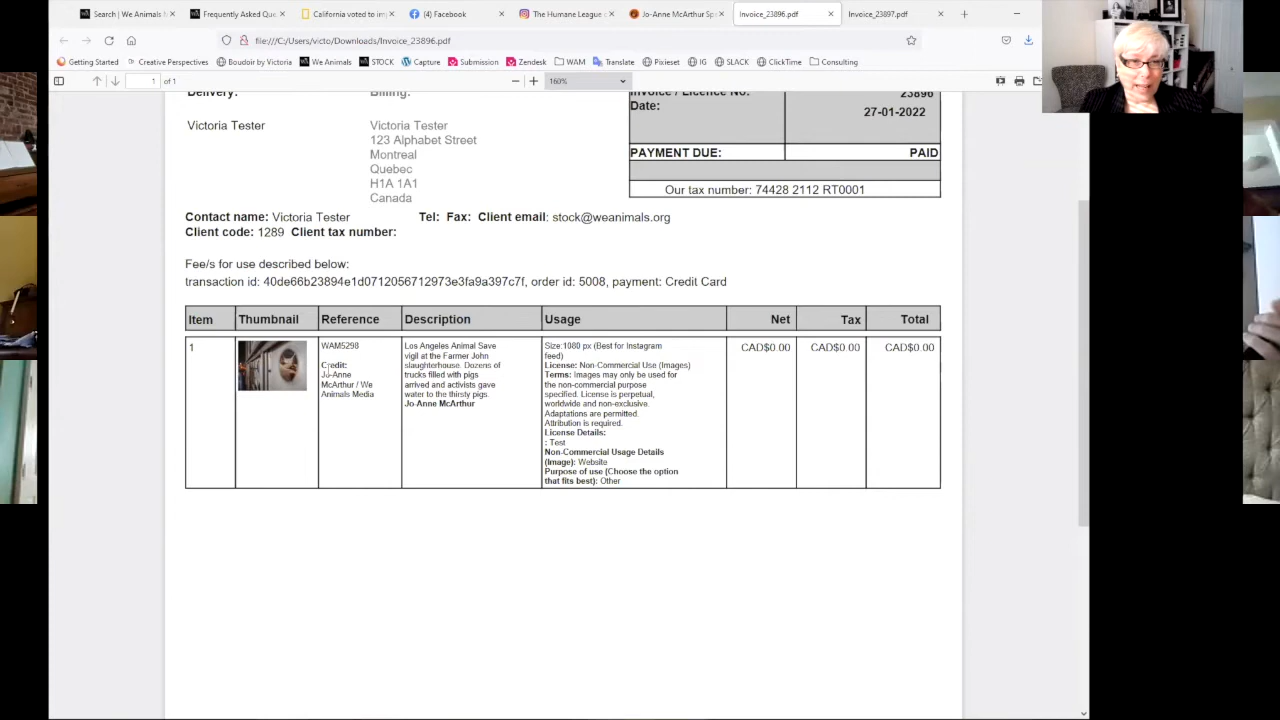 Search | We Animals
Frequently Asked Que
California voted to imp
(4) Facebook
The Humane League
Jo-Anne McArthur Sp
Invoice_23896.pdf
Invoice_23897.pdf
file:///C:/Users/victo/Downloads/Invoice_23896.pdf
Getting Started
Creative Perspectives
Boudoir by Victoria
We Animals
STOCK
Capture
Submission
Zendesk
WAM
Translate
Pixieset
IG
SLACK
ClickTime
Consulting
1 of 1
160%
Delivery:
Billing:
Invoice / Licence No: 23896
Date: 27-01-2022
PAYMENT DUE: PAID
Our tax number: 74428 2112 RT0001
Victoria Tester
Victoria Tester
123 Alphabet Street
Montreal
Quebec
H1A 1A1
Canada
Contact name: Victoria Tester Tel: Fax: Client email: stock@weanimals.org
Client code: 1289 Client tax number:
Fee/s for use described below:
transaction id: 40de66b23894e1d0712056712973e3fa9a397c7f, order id: 5008, payment: Credit Card
Item Thumbnail Reference Description Usage Net Tax Total
1
WAM5298
Credit:
Jo-Anne
McArthur / We
Animals Media
Los Angeles Animal Save
vigil at the Farmer John
slaughterhouse. Dozens of
trucks filled with pigs
arrived and activists gave
water to the thirsty pigs.
Jo-Anne McArthur
Size:1080 px (Best for Instagram
feed)
License: Non-Commercial Use (Images)
Terms: Images may only be used for
the non-commercial purpose
specified. License is perpetual,
worldwide and non-exclusive.
Adaptations are permitted.
Attribution is required.
License Details:
: Test
Non-Commercial Usage Details
(Image): Website
Purpose of use (Choose the option
that fits best): Other
CAD$0.00 CAD$0.00 CAD$0.00